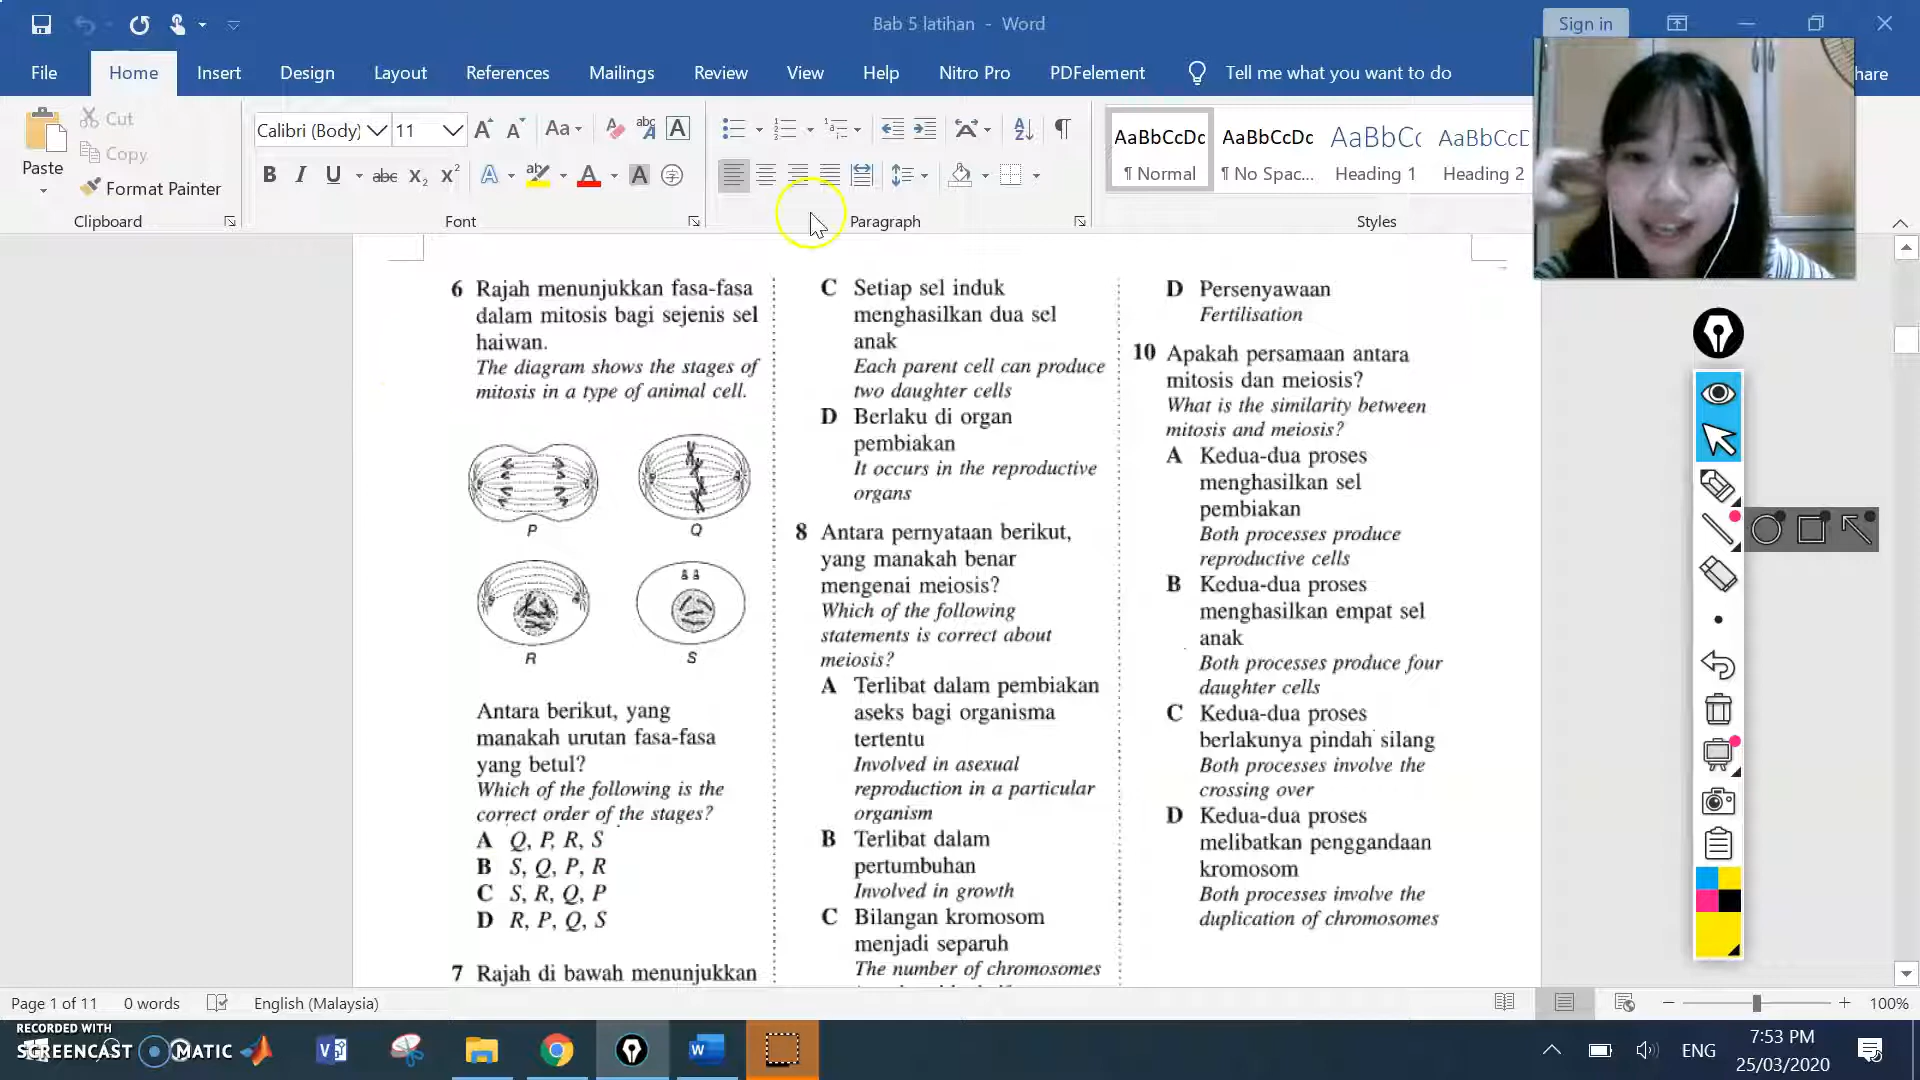 Bab 5 latihan - Word
Sign in
File Home Insert Design Layout References Mailings Review View Help Nitro Pro PDFelement Tell me what you want to do hare
Paste
Cut
Copy
Format Painter
Clipboard
Calibri (Body) 11
Font
Paragraph
AaBbCcDc AaBbCcDc AaBbCc AaBbCcD
¶ Normal ¶ No Spac... Heading 1 Heading 2
Styles
6 Rajah menunjukkan fasa-fasa
dalam mitosis bagi sejenis sel
haiwan.
The diagram shows the stages of
mitosis in a type of animal cell.
P Q
R S
Antara berikut, yang
manakah urutan fasa-fasa
yang betul?
Which of the following is the
correct order of the stages?
A Q, P, R, S
B S, Q, P, R
C S, R, Q, P
D R, P, Q, S
7 Rajah di bawah menunjukkan
C Setiap sel induk
menghasilkan dua sel
anak
Each parent cell can produce
two daughter cells
D Berlaku di organ
pembiakan
It occurs in the reproductive
organs
8 Antara pernyataan berikut,
yang manakah benar
mengenai meiosis?
Which of the following
statements is correct about
meiosis?
A Terlibat dalam pembiakan
aseks bagi organisma
tertentu
Involved in asexual
reproduction in a particular
organism
B Terlibat dalam
pertumbuhan
Involved in growth
C Bilangan kromosom
menjadi separuh
The number of chromosomes
D Persenyawaan
Fertilisation
10 Apakah persamaan antara
mitosis dan meiosis?
What is the similarity between
mitosis and meiosis?
A Kedua-dua proses
menghasilkan sel
pembiakan
Both processes produce
reproductive cells
B Kedua-dua proses
menghasilkan empat sel
anak
Both processes produce four
daughter cells
C Kedua-dua proses
berlakunya pindah silang
Both processes involve the
crossing over
D Kedua-dua proses
melibatkan penggandaan
kromosom
Both processes involve the
duplication of chromosomes
Page 1 of 11 0 words English (Malaysia) 100%
RECORDED WITH
SCREENCAST MATIC
ENG
7:53 PM
25/03/2020